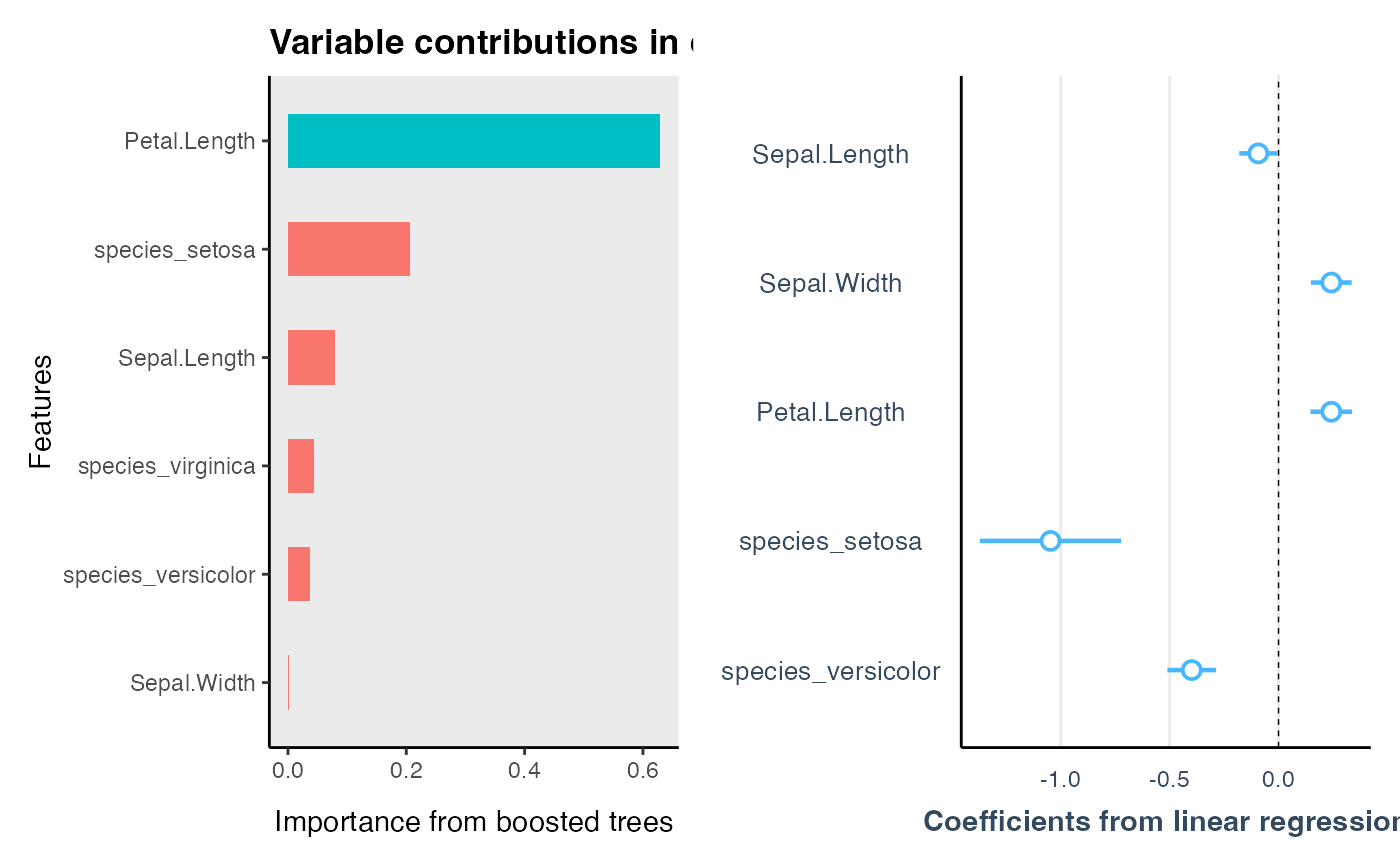 Variable contributions in
Features
Petal.Length
species_setosa
Sepal.Length
species_virginica
species_versicolor
Sepal.Width
0.0 0.2 0.4 0.6
Importance from boosted trees
Sepal.Length
Sepal.Width
Petal.Length
species_setosa
species_versicolor
-1.0 -0.5 0.0
Coefficients from linear regression